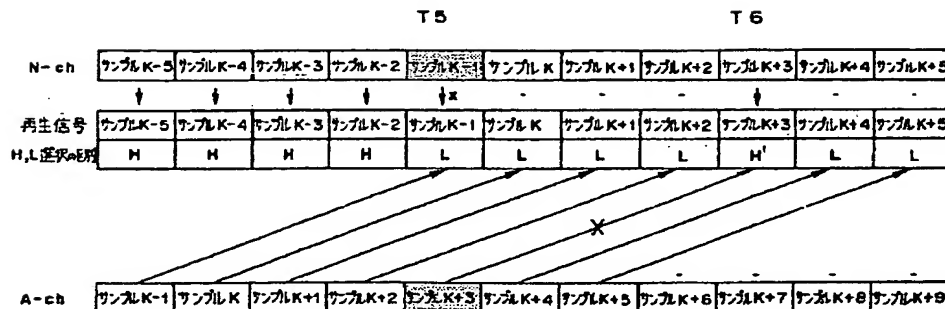 T5 T6
N-ch サンプルK-5 サンプルK-4 サンプルK-3 サンプルK-2 サンプルK-1 サンプルK サンプルK+1 サンプルK+2 サンプルK+3 サンプルK+4 サンプルK+5
x - - - - -
再生信号 サンプルK-5 サンプルK-4 サンプルK-3 サンプルK-2 サンプルK-1 サンプルK サンプルK+1 サンプルK+2 サンプルK+3 サンプルK+4 サンプルK+5
H,L選択の H H H H L L L L H' L L
X
- - - -
A-ch サンプルK-1 サンプルK サンプルK+1 サンプルK+2 サンプルK+3 サンプルK+4 サンプルK+5 サンプルK+6 サンプルK+7 サンプルK+8 サンプルK+9